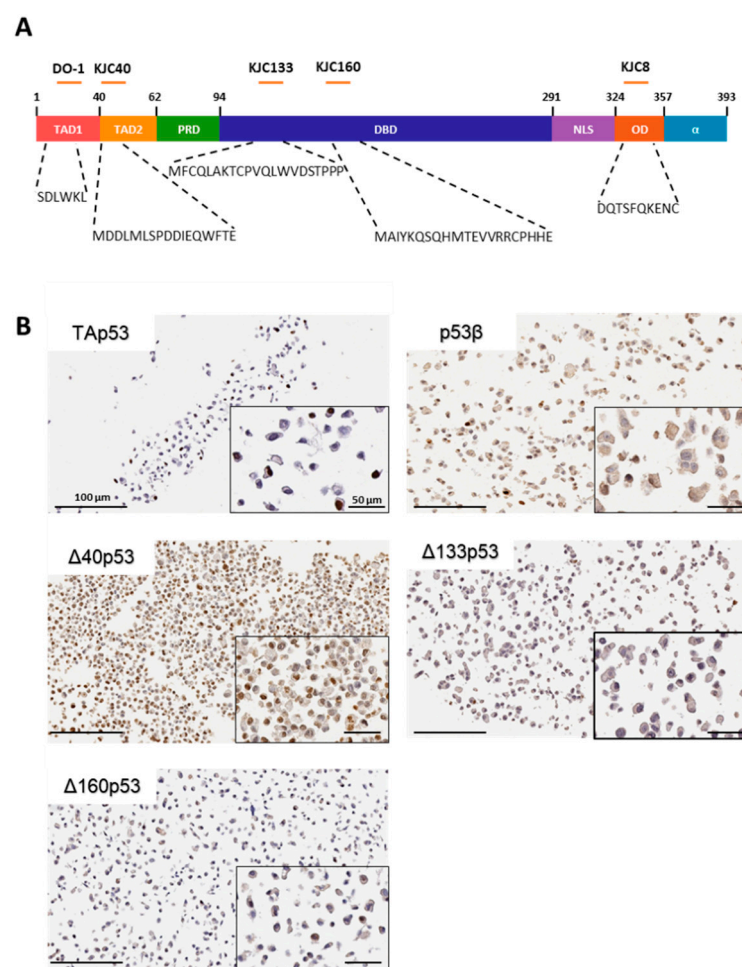 A
DO-1 KJC40 KJC133 KJC160 KJC8
1 40 62 94 291 324 357 393
TAD1 TAD2 PRD DBD NLS OD α
MFCQLAKTCPVQLWVDSTPPP
SDLWKL DQTSFQKENC
MDDLMLSPDDIEQWFTE MAIYKQSQHMTEVVRRCPHHE
B
TAp53 p53β
100 µm 50 µm
Δ40p53 Δ133p53
Δ160p53